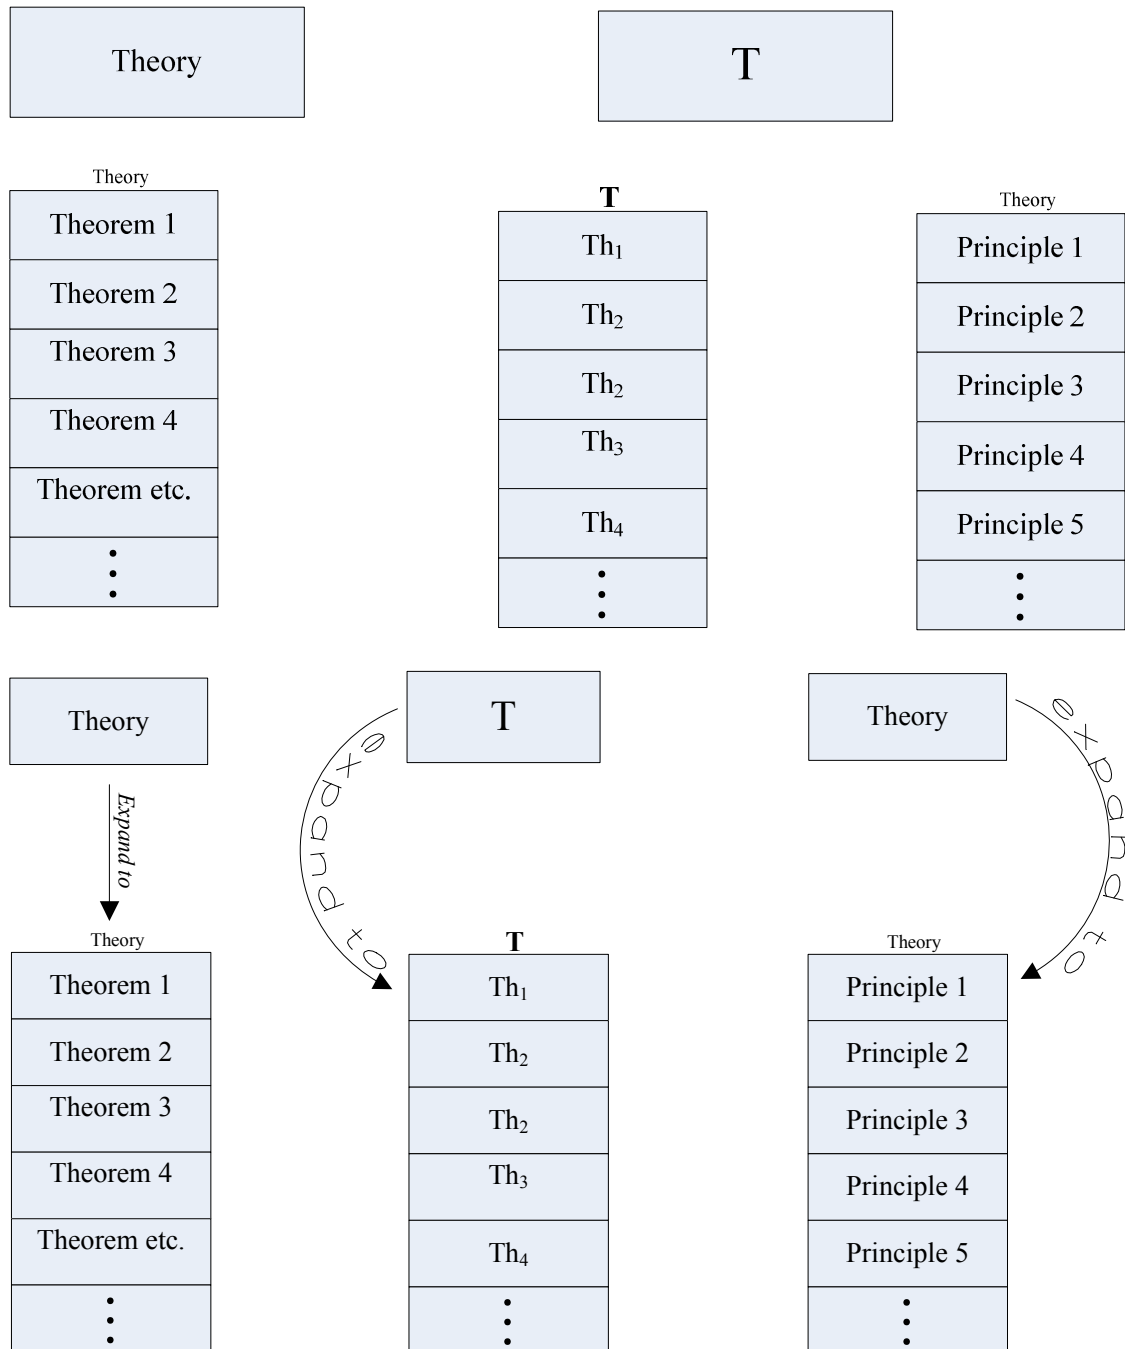 Theory
T
Theory
Theorem 1
Theorem 2
Theorem 3
Theorem 4
Theorem etc.
T
Th₁
Th₂
Th₂
Th₃
Th₄
Theory
Principle 1
Principle 2
Principle 3
Principle 4
Principle 5
Theory
Expand to
Theory
Theorem 1
Theorem 2
Theorem 3
Theorem 4
Theorem etc.
T
expand to
T
Th₁
Th₂
Th₂
Th₃
Th₄
Theory
expand to
Theory
Principle 1
Principle 2
Principle 3
Principle 4
Principle 5